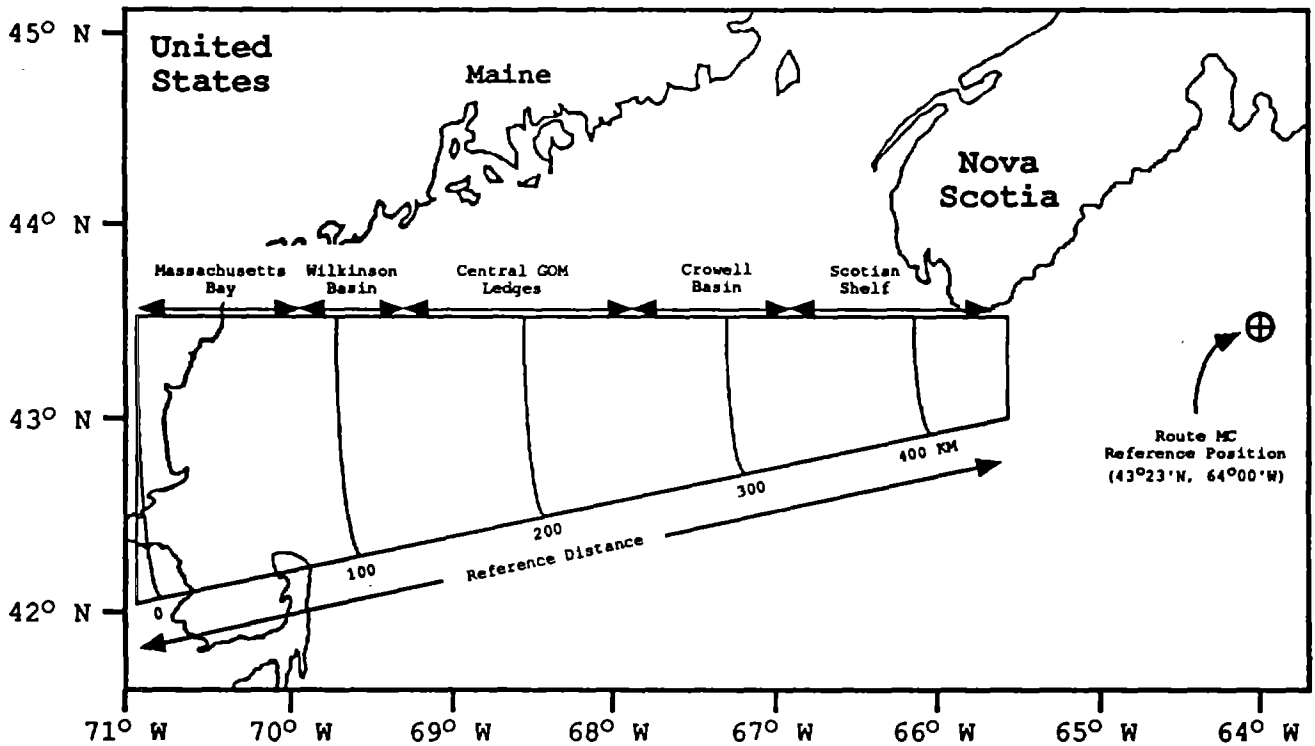 45° N
United
States
Maine
Nova
Scotia
44° N
Massachusetts
Bay
Wilkinson
Basin
Central GOM
Ledges
Crowell
Basin
Scotian
Shelf
43° N
Route MC
Reference Position
(43°23'N, 64°00'W)
400 KM
300
200
100
0
Reference Distance
42° N
71° W
70° W
69° W
68° W
67° W
66° W
65° W
64° W